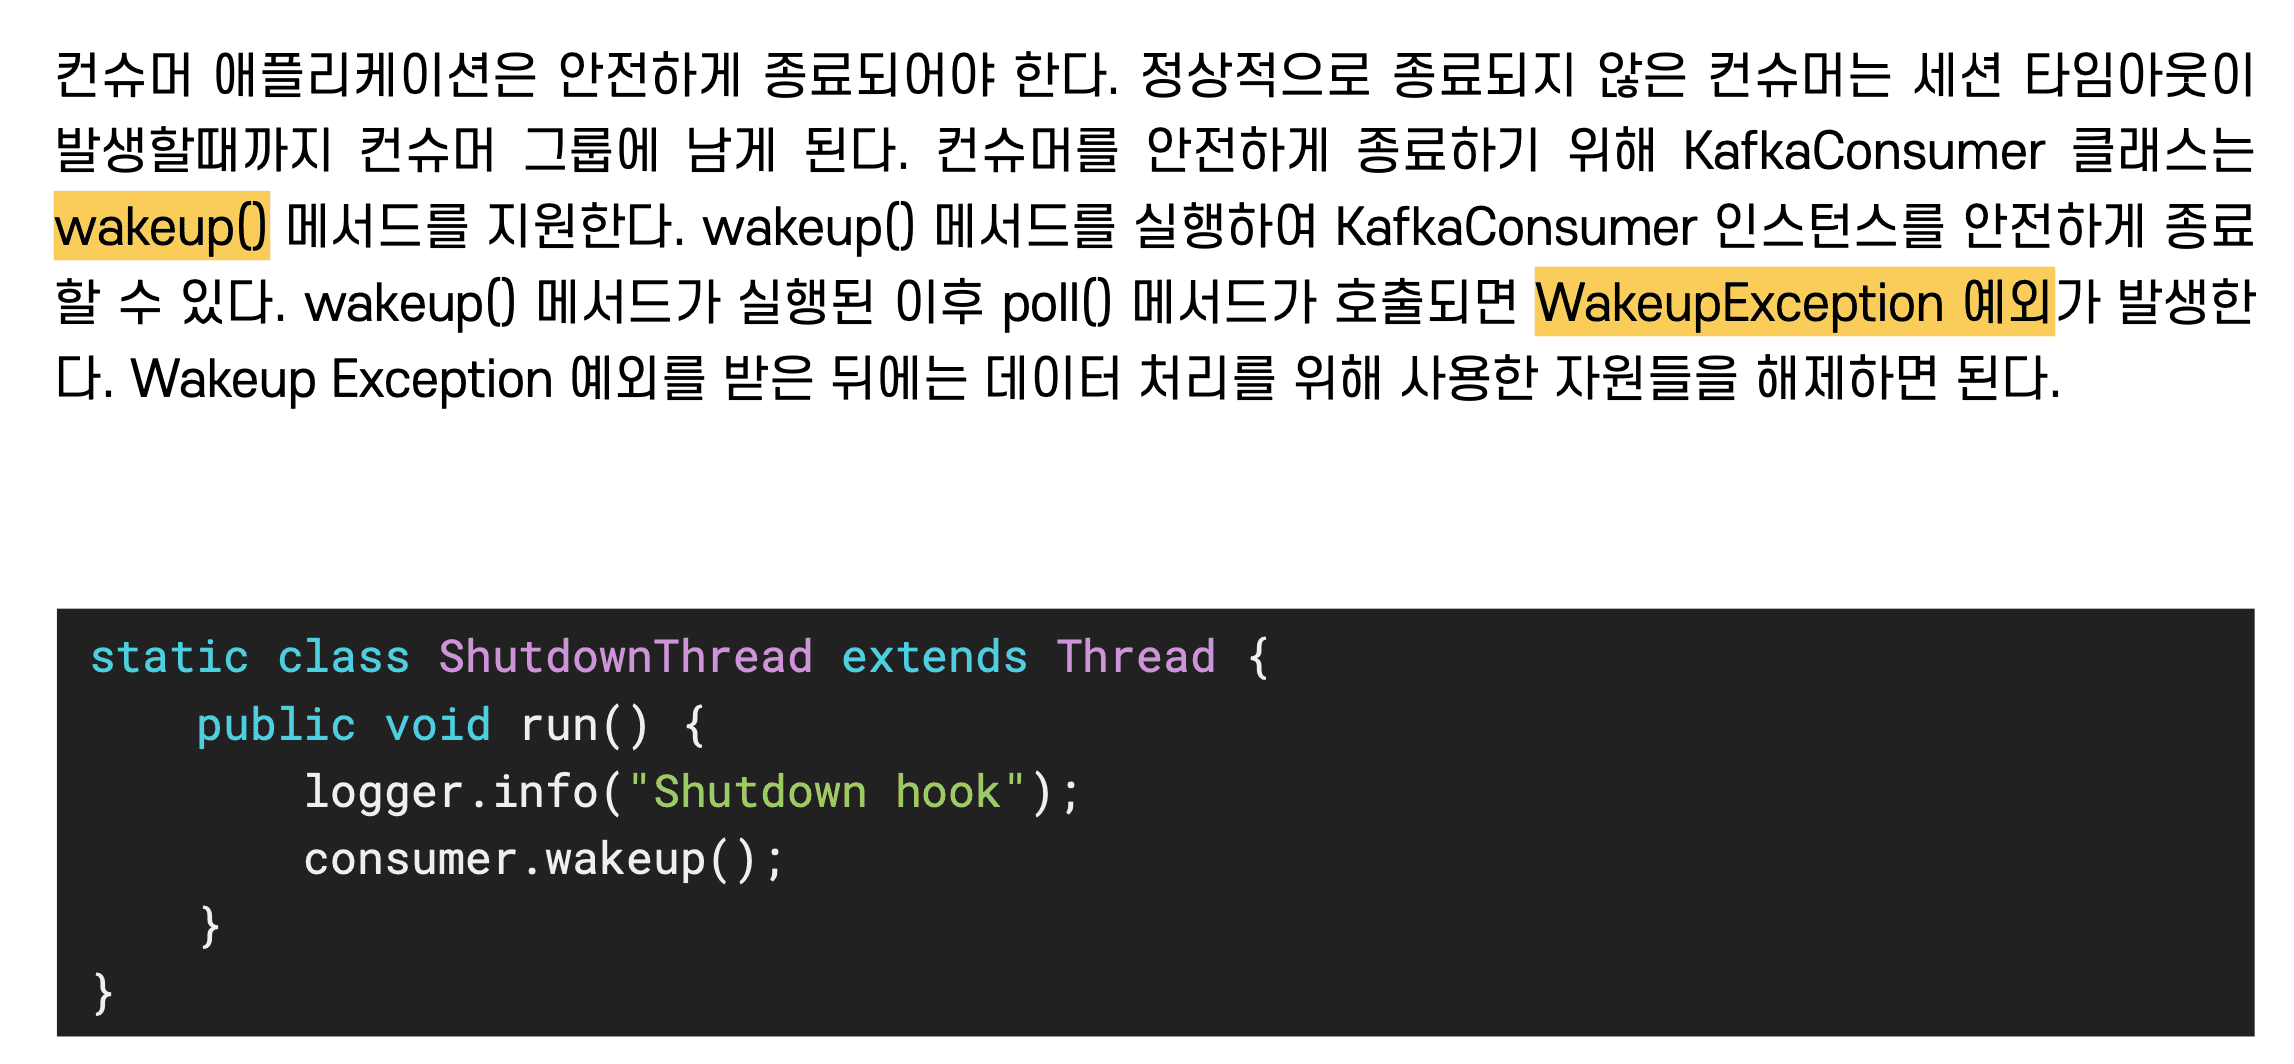 컨슈머 애플리케이션은 안전하게 종료되어야 한다. 정상적으로 종료되지 않은 컨슈머는 세션 타임아웃이
발생할때까지 컨슈머 그룹에 남게 된다. 컨슈머를 안전하게 종료하기 위해 KafkaConsumer 클래스는
wakeup() 메서드를 지원한다. wakeup() 메서드를 실행하여 KafkaConsumer 인스턴스를 안전하게 종료
할 수 있다. wakeup() 메서드가 실행된 이후 poll() 메서드가 호출되면 WakeupException 예외가 발생한
다. Wakeup Exception 예외를 받은 뒤에는 데이터 처리를 위해 사용한 자원들을 해제하면 된다.
static class ShutdownThread extends Thread {
    public void run() {
        logger.info("Shutdown hook");
        consumer.wakeup();
    }
}